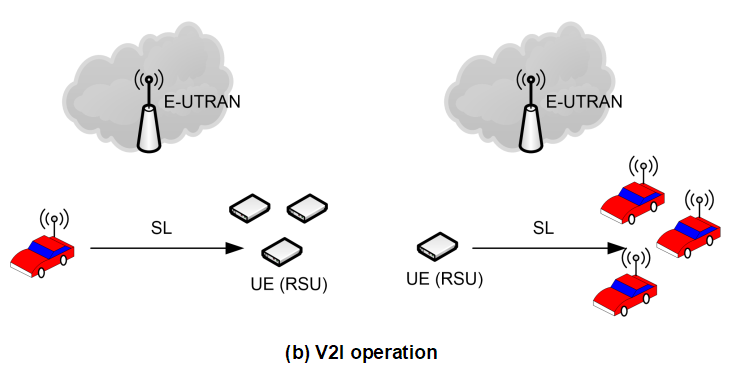 E-UTRAN
E-UTRAN
SL
SL
UE (RSU)
UE (RSU)
(b) V2I operation